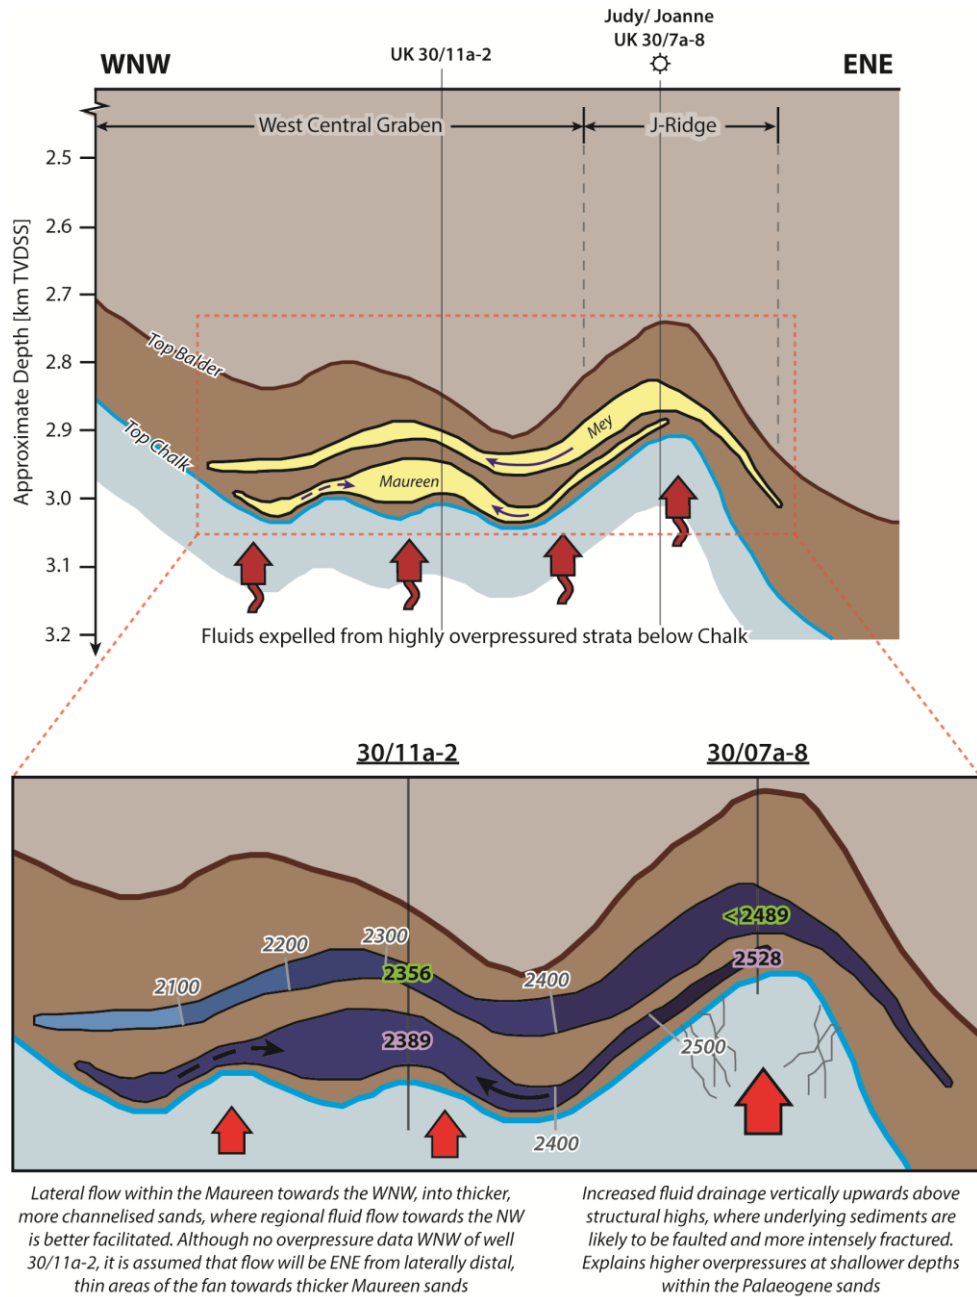 Judy/ Joanne
UK 30/7a-8
UK 30/11a-2
WNW
ENE
West Central Graben
J-Ridge
Approximate Depth [km TVDSS]
2.5
2.6
2.7
2.8
2.9
3.0
3.1
3.2
Top Balder
Top Chalk
Mey
Maureen
Fluids expelled from highly overpressured strata below Chalk
30/11a-2
30/07a-8
<2489
2528
2300
2200
2356
2100
2400
2389
2500
2400
Lateral flow within the Maureen towards the WNW, into thicker,
more channelised sands, where regional fluid flow towards the NW
is better facilitated. Although no overpressure data WNW of well
30/11a-2, it is assumed that flow will be ENE from laterally distal,
thin areas of the fan towards thicker Maureen sands
Increased fluid drainage vertically upwards above
structural highs, where underlying sediments are
likely to be faulted and more intensely fractured.
Explains higher overpressures at shallower depths
within the Palaeogene sands